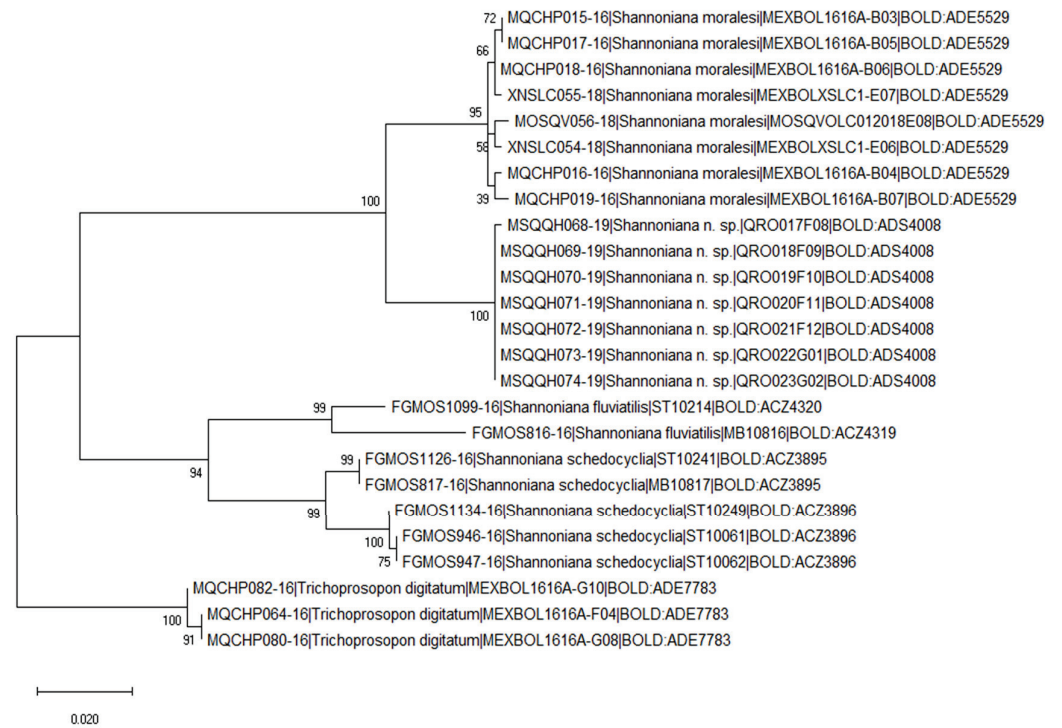 72
MQCHP015-16|Shannoniana moralesi|MEXBOL1616A-B03|BOLD:ADE5529
MQCHP017-16|Shannoniana moralesi|MEXBOL1616A-B05|BOLD:ADE5529
66
MQCHP018-16|Shannoniana moralesi|MEXBOL1616A-B06|BOLD:ADE5529
XNSLC055-18|Shannoniana moralesi|MEXBOLXSLC1-E07|BOLD:ADE5529
95
MOSQV056-18|Shannoniana moralesi|MOSQVOLC012018E08|BOLD:ADE5529
58
XNSLC054-18|Shannoniana moralesi|MEXBOLXSLC1-E06|BOLD:ADE5529
MQCHP016-16|Shannoniana moralesi|MEXBOL1616A-B04|BOLD:ADE5529
39
MQCHP019-16|Shannoniana moralesi|MEXBOL1616A-B07|BOLD:ADE5529
100
MSQQH068-19|Shannoniana n. sp.|QRO017F08|BOLD:ADS4008
MSQQH069-19|Shannoniana n. sp.|QRO018F09|BOLD:ADS4008
MSQQH070-19|Shannoniana n. sp.|QRO019F10|BOLD:ADS4008
MSQQH071-19|Shannoniana n. sp.|QRO020F11|BOLD:ADS4008
100
MSQQH072-19|Shannoniana n. sp.|QRO021F12|BOLD:ADS4008
MSQQH073-19|Shannoniana n. sp.|QRO022G01|BOLD:ADS4008
MSQQH074-19|Shannoniana n. sp.|QRO023G02|BOLD:ADS4008
99
FGMOS1099-16|Shannoniana fluviatilis|ST10214|BOLD:ACZ4320
FGMOS816-16|Shannoniana fluviatilis|MB10816|BOLD:ACZ4319
94
99
FGMOS1126-16|Shannoniana schedocyclia|ST10241|BOLD:ACZ3895
FGMOS817-16|Shannoniana schedocyclia|MB10817|BOLD:ACZ3895
99
FGMOS1134-16|Shannoniana schedocyclia|ST10249|BOLD:ACZ3896
100
FGMOS946-16|Shannoniana schedocyclia|ST10061|BOLD:ACZ3896
75
FGMOS947-16|Shannoniana schedocyclia|ST10062|BOLD:ACZ3896
MQCHP082-16|Trichoprosopon digitatum|MEXBOL1616A-G10|BOLD:ADE7783
100
MQCHP064-16|Trichoprosopon digitatum|MEXBOL1616A-F04|BOLD:ADE7783
91
MQCHP080-16|Trichoprosopon digitatum|MEXBOL1616A-G08|BOLD:ADE7783
0.020